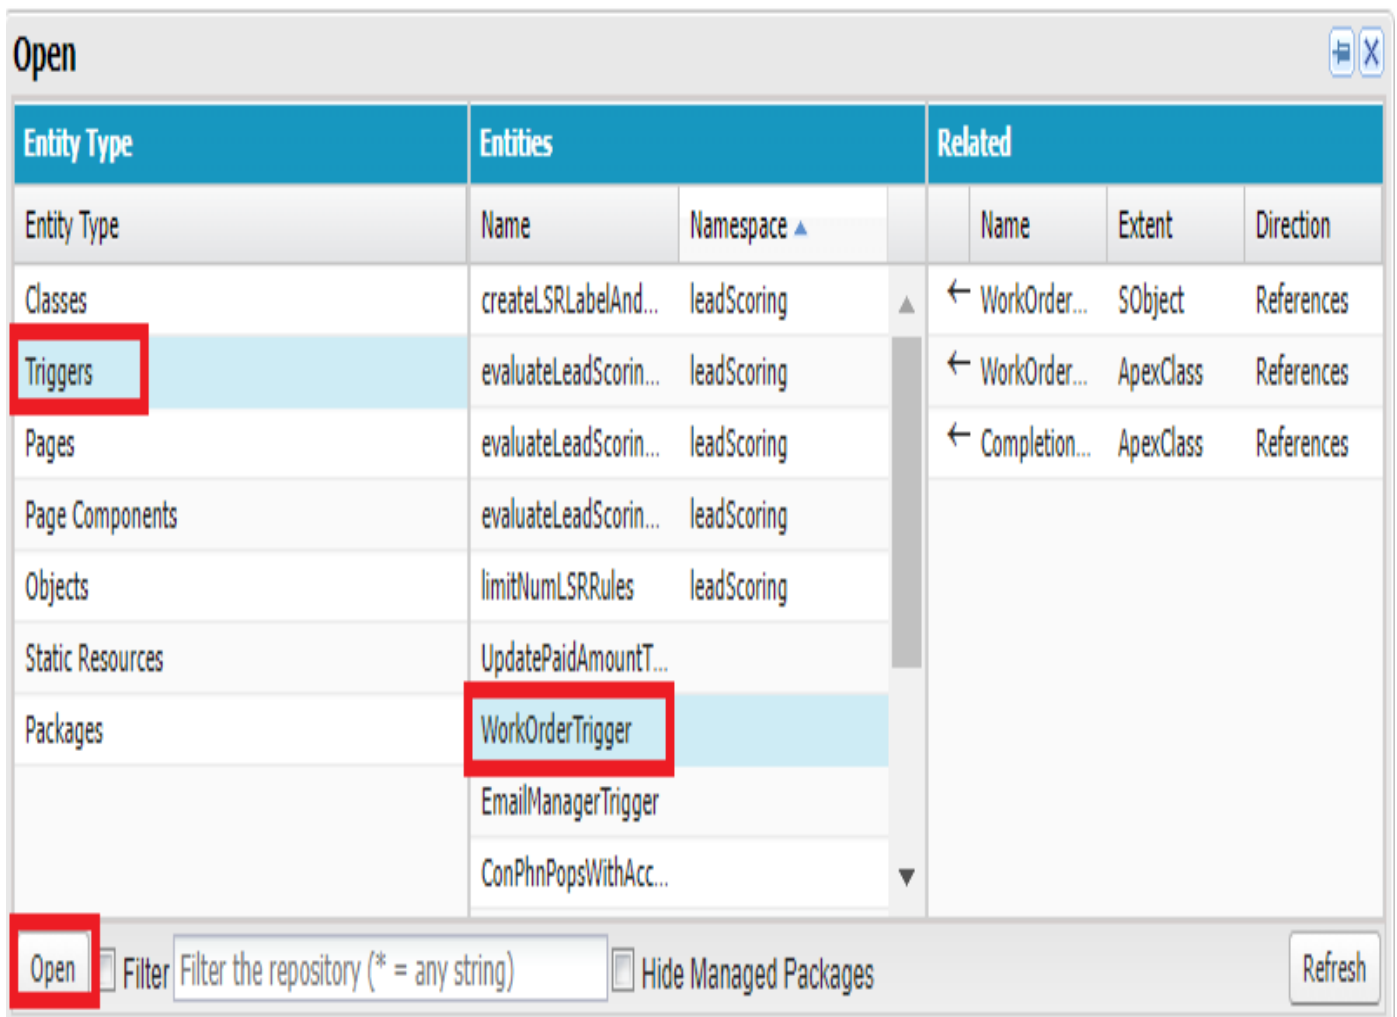 Open
Entity Type Entities Related
Entity Type Name Namespace Name Extent Direction
Classes createLSRLabelAnd... leadScoring WorkOrder... SObject References
Triggers evaluateLeadScorin... leadScoring WorkOrder... ApexClass References
Pages evaluateLeadScorin... leadScoring Completion... ApexClass References
Page Components evaluateLeadScorin... leadScoring
Objects limitNumLSRRules leadScoring
Static Resources UpdatePaidAmountT...
Packages WorkOrderTrigger
EmailManagerTrigger
ConPhnPopsWithAcc...
Open Filter Filter the repository (* = any string) Hide Managed Packages Refresh